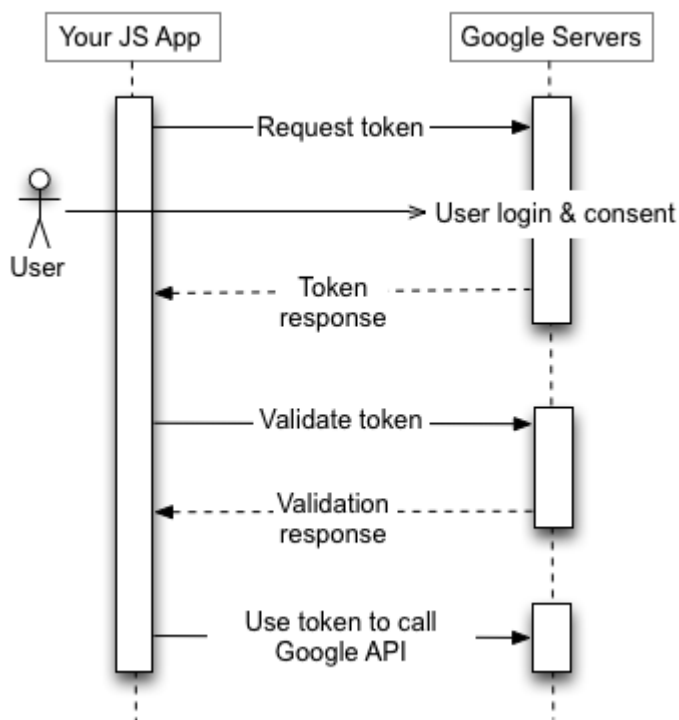 Your JS App
Google Servers
Request token
User login & consent
User
Token
response
Validate token
Validation
response
Use token to call
Google API